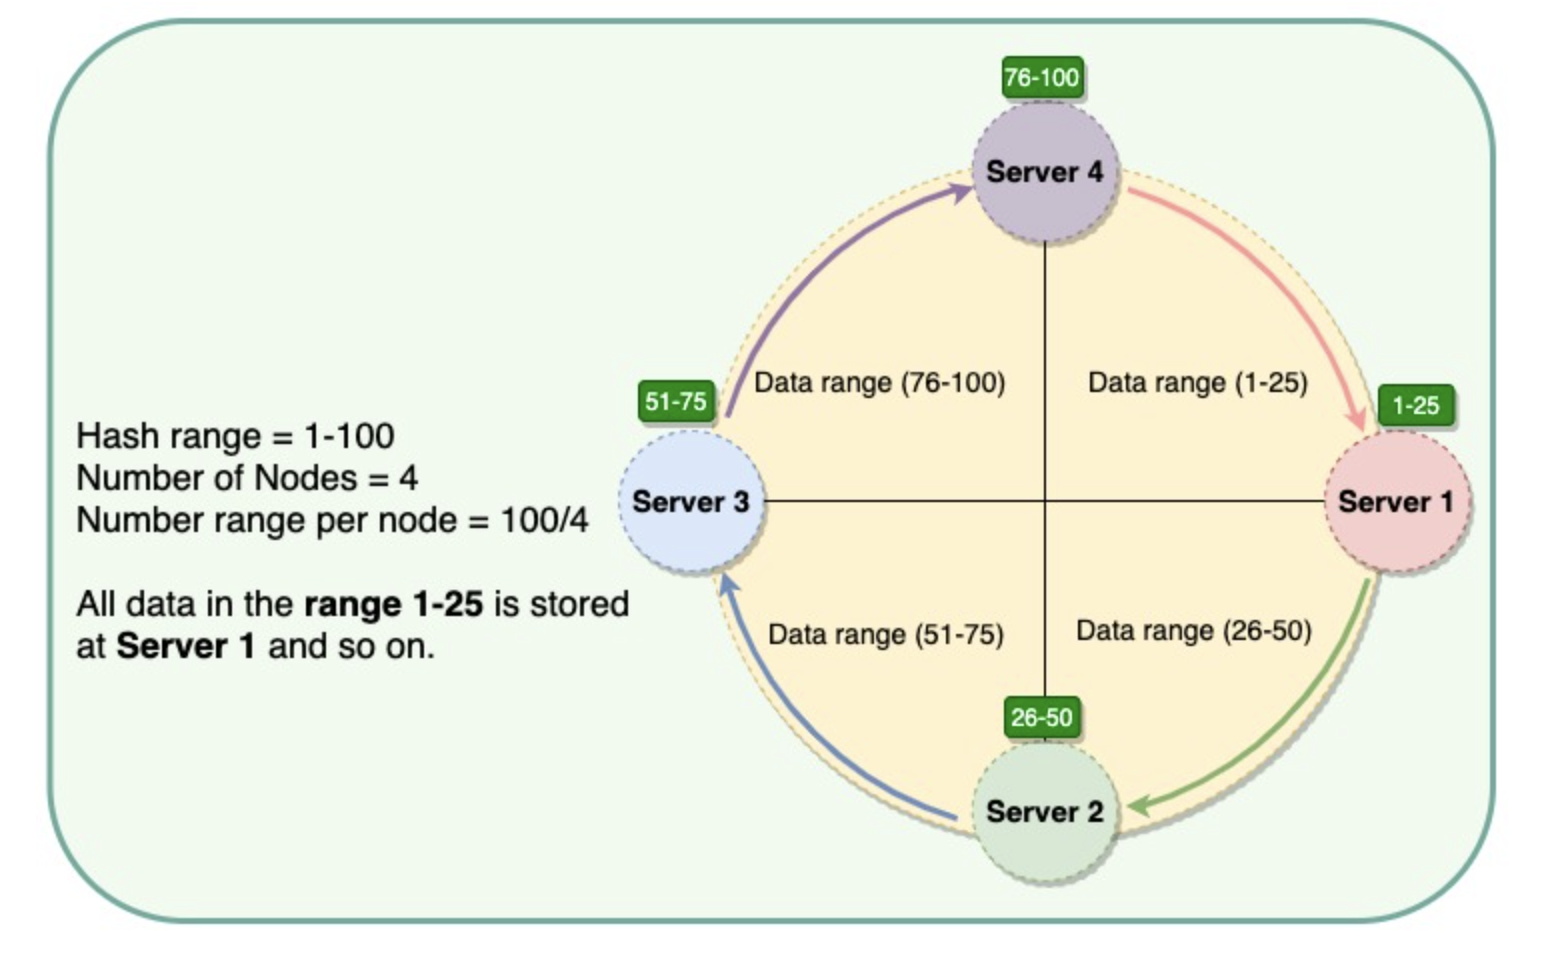 76-100
Server 4
Data range (76-100)
Data range (1-25)
51-75
1-25
Hash range = 1-100
Number of Nodes = 4
Number range per node = 100/4
Server 3
Server 1
All data in the range 1-25 is stored
at Server 1 and so on.
Data range (51-75)
Data range (26-50)
26-50
Server 2